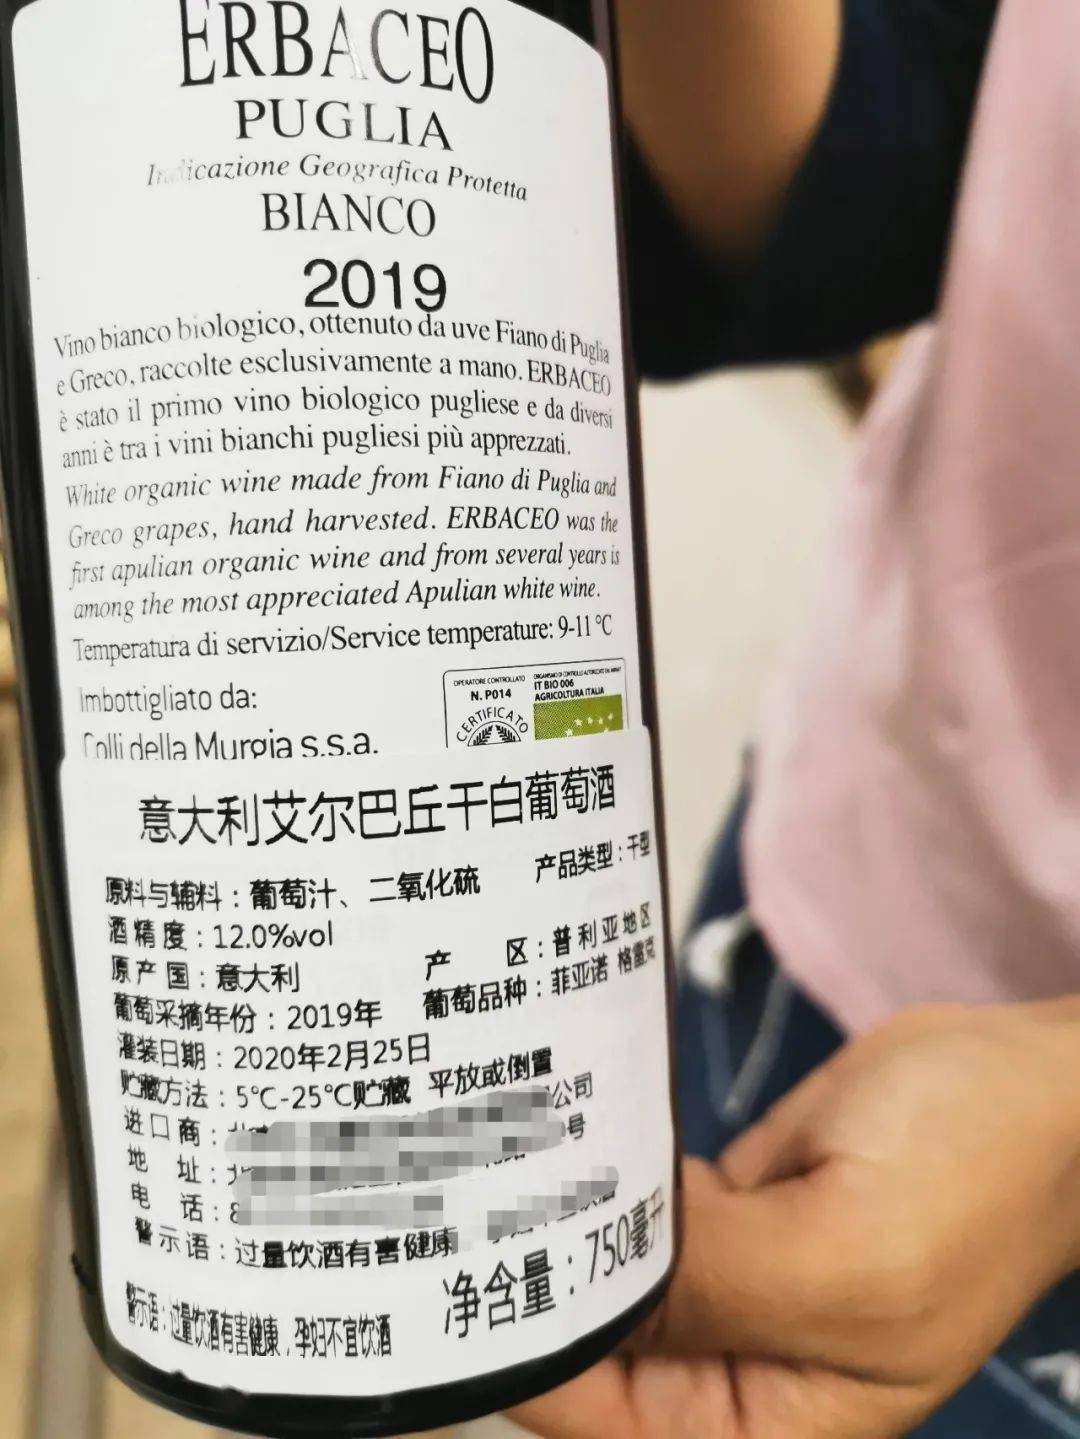 ERBACEO
PUGLIA
Indicazione Geografica Protetta
BIANCO
2019
Vino bianco biologico, ottenuto da uve Fiano di Puglia
e Greco, raccolte esclusivamente a mano. ERBACEO
è stato il primo vino biologico pugliese e da diversi
anni è tra i vini bianchi pugliesi più apprezzati.
White organic wine made from Fiano di Puglia and
Greco grapes, hand harvested. ERBACEO was the
first apulian organic wine and from several years is
among the most appreciated Apulian white wine.
Temperatura di servizio/Service temperature: 9-11 °C
Imbottigliato da:
Colli della Murgia s.s.a.
OPERATORE CONTROLLATO
N. P014
CERTIFICATO
IT BIO 006
AGRICOLTURA ITALIA
意大利艾尔巴丘干白葡萄酒
原料与辅料：葡萄汁、二氧化硫 产品类型：干型
酒精度：12.0%vol
原产国：意大利 产区：普利亚地区
葡萄采摘年份：2019年 葡萄品种：菲亚诺 格雷克
灌装日期：2020年2月25日
贮藏方法：5℃-25℃贮藏 平放或倒置
进口商： 公司
地址： 号
电话：8
警示语：过量饮酒有害健康
净含量：750毫升
警示语：过量饮酒有害健康，孕妇不宜饮酒